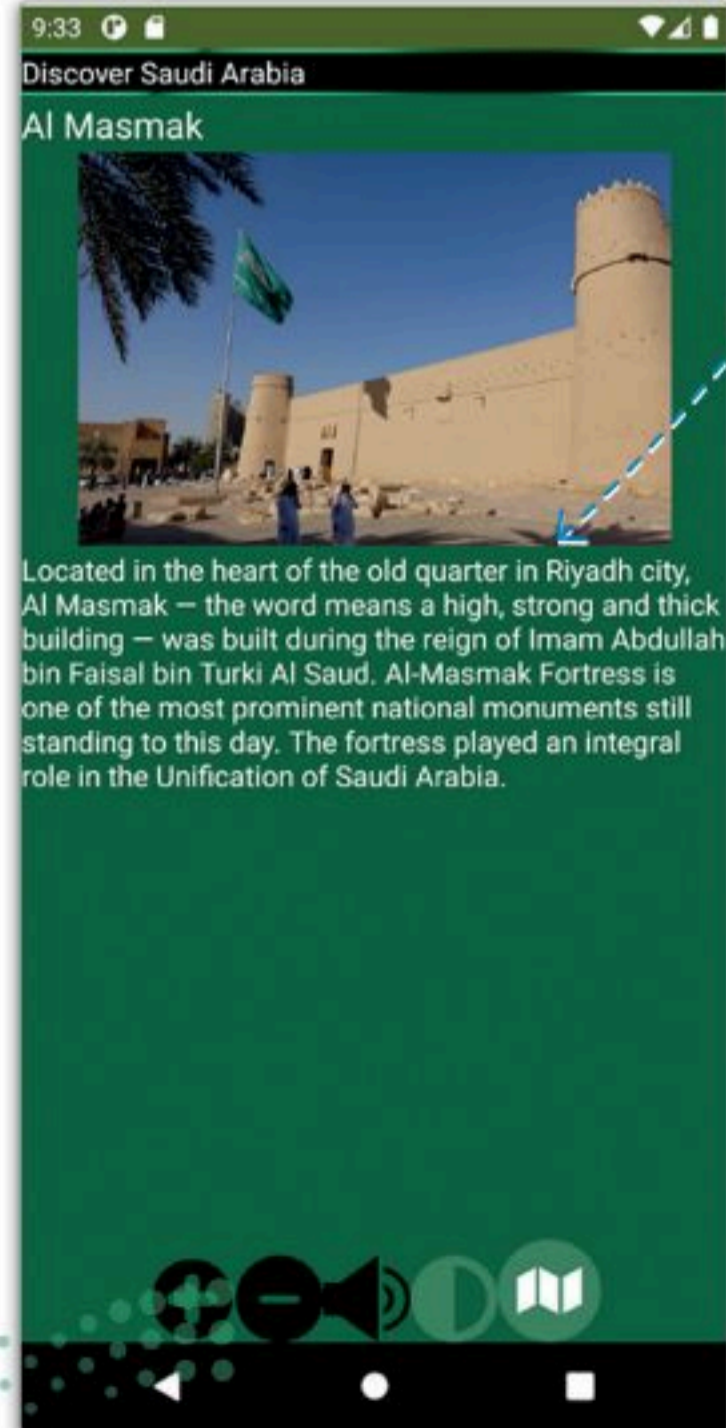 9:33
Discover Saudi Arabia
Al Masmak
Located in the heart of the old quarter in Riyadh city,
Al Masmak — the word means a high, strong and thick
building — was built during the reign of Imam Abdullah
bin Faisal bin Turki Al Saud. Al-Masmak Fortress is
one of the most prominent national monuments still
standing to this day. The fortress played an integral
role in the Unification of Saudi Arabia.